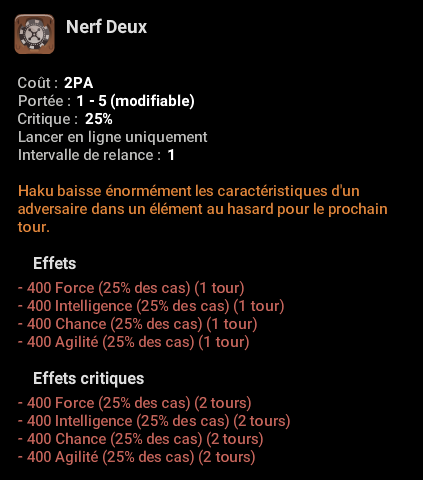 Nerf Deux
Coût : 2PA
Portée : 1 - 5 (modifiable)
Critique : 25%
Lancer en ligne uniquement
Intervalle de relance : 1
Haku baisse énormément les caractéristiques d'un
adversaire dans un élément au hasard pour le prochain
tour.
Effets
- 400 Force (25% des cas) (1 tour)
- 400 Intelligence (25% des cas) (1 tour)
- 400 Chance (25% des cas) (1 tour)
- 400 Agilité (25% des cas) (1 tour)
Effets critiques
- 400 Force (25% des cas) (2 tours)
- 400 Intelligence (25% des cas) (2 tours)
- 400 Chance (25% des cas) (2 tours)
- 400 Agilité (25% des cas) (2 tours)